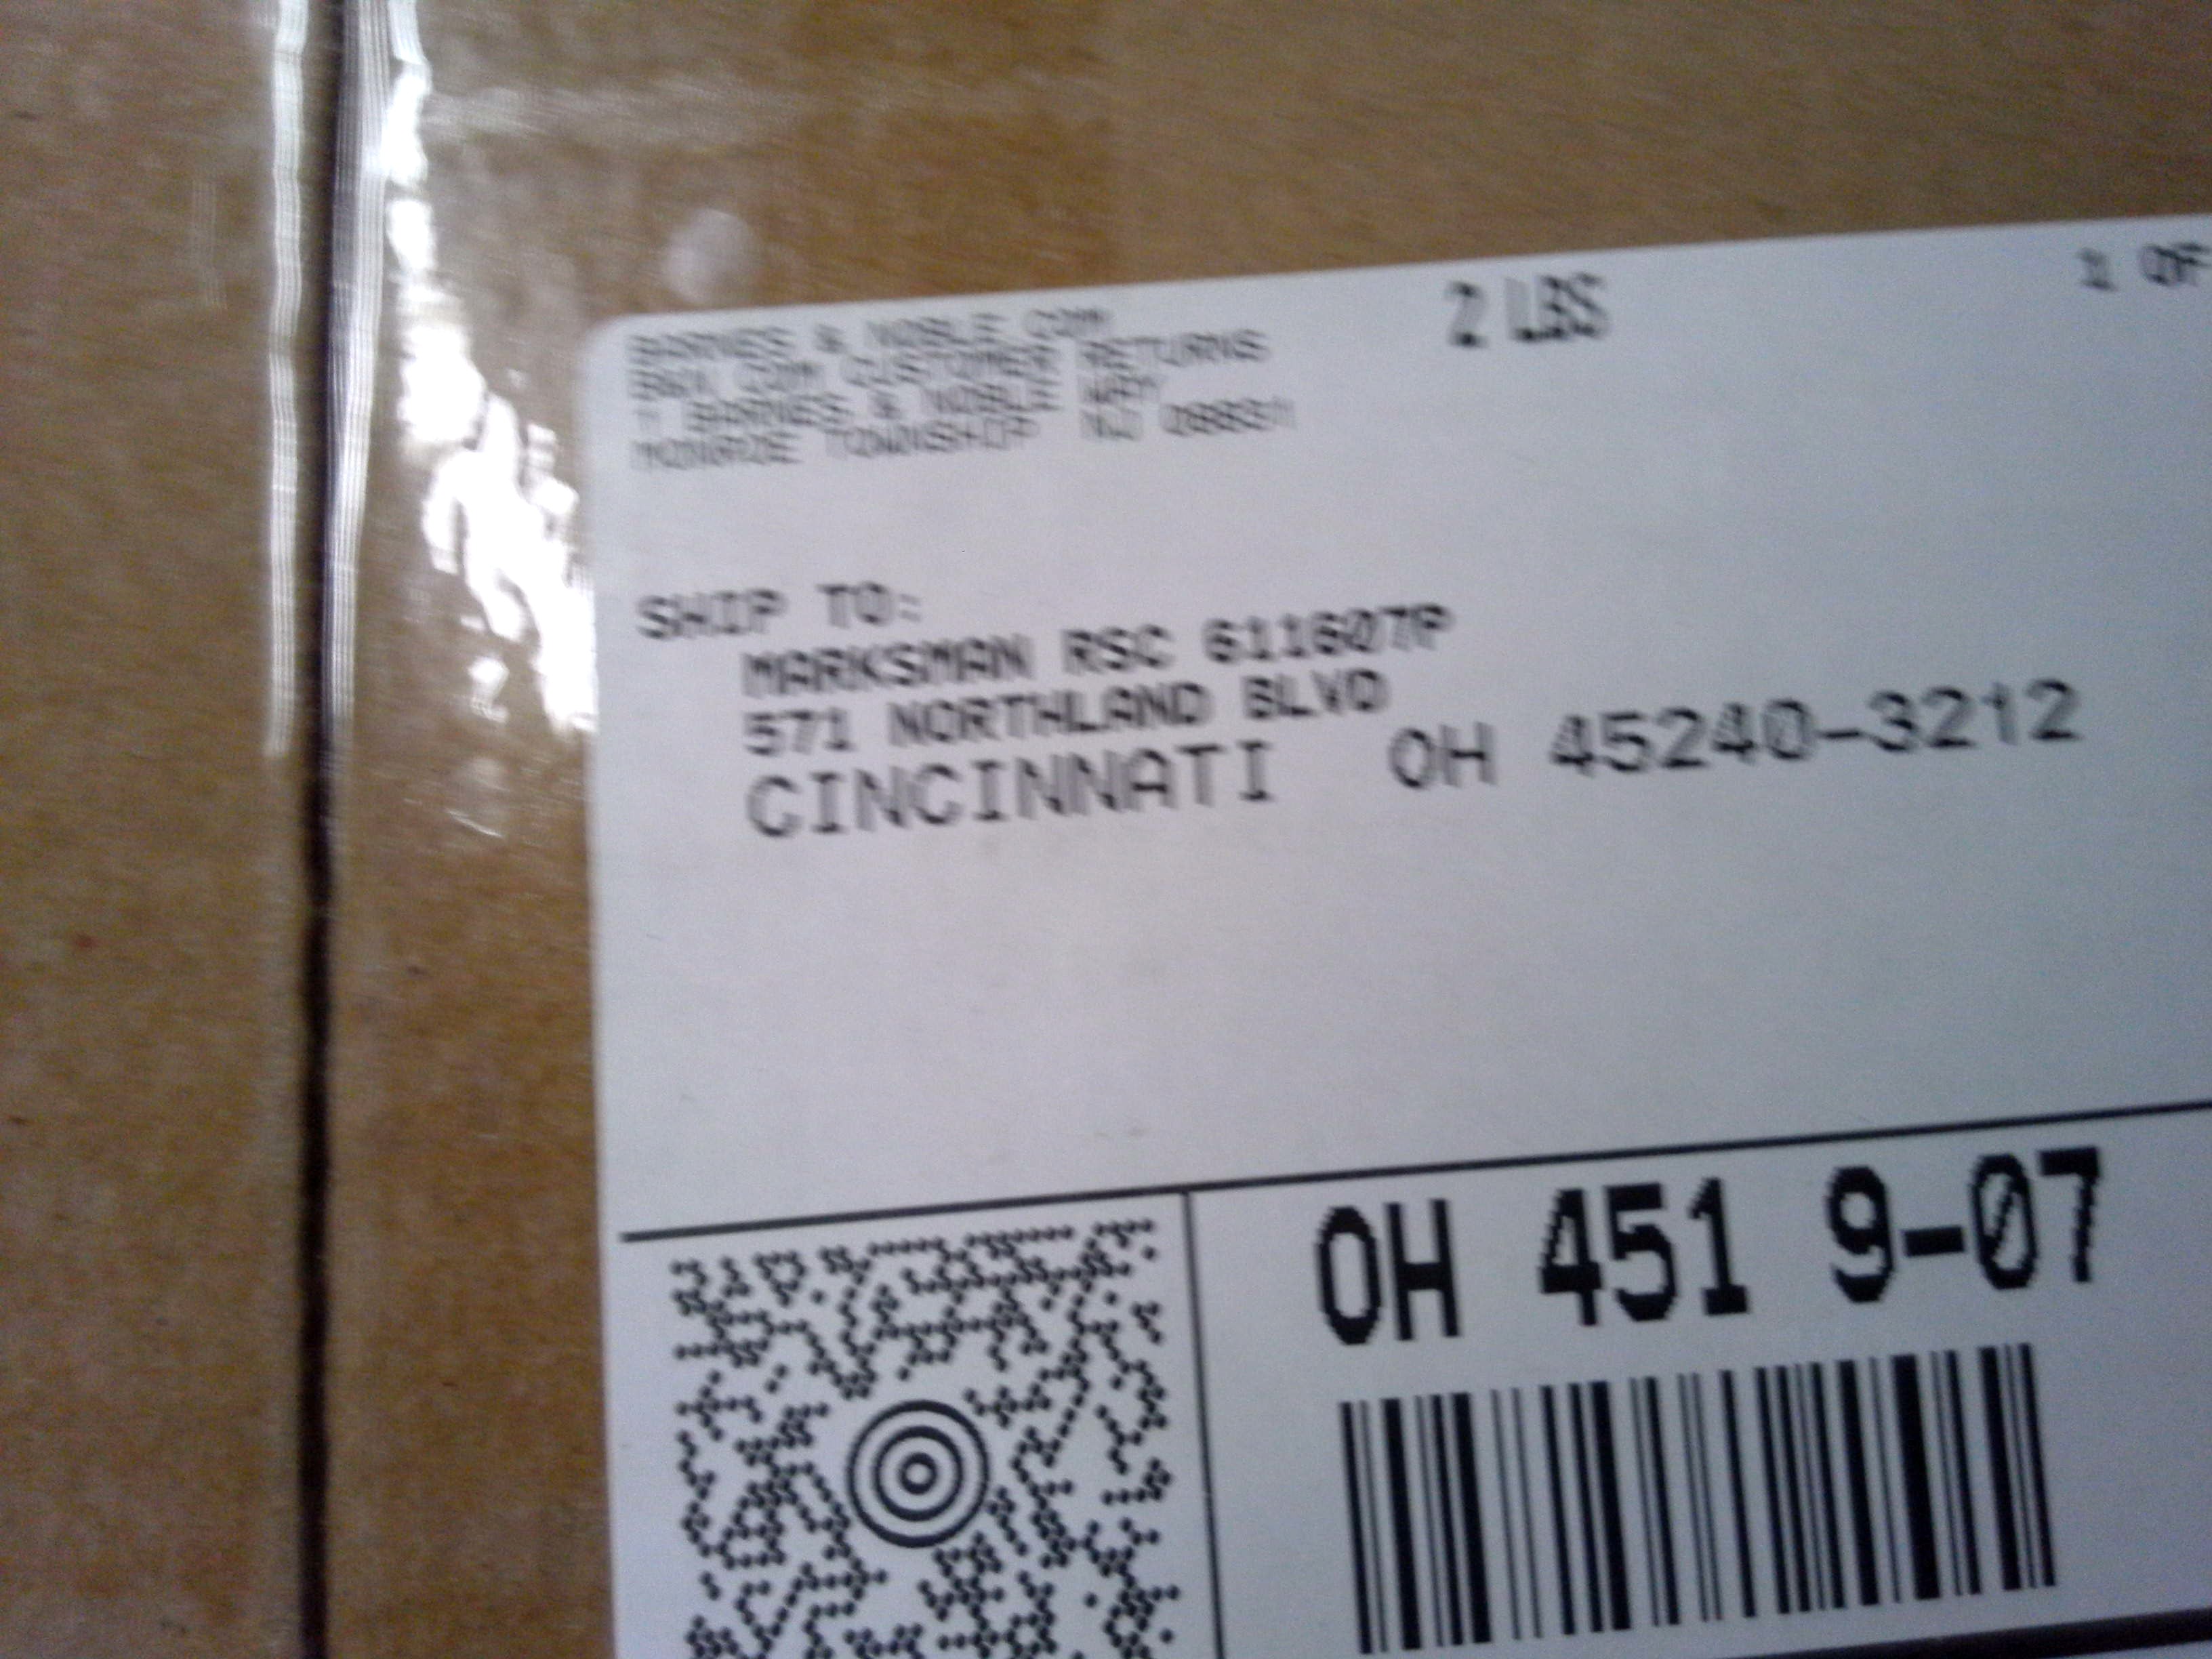 BARNES & NOBLE COM
B&N.COM CUSTOMER RETURNS
1 BARNES & NOBLE WAY
MONROE TOWNSHIP NJ 08831
2 LBS
1 OF
SHIP TO:
MARKSMAN RSC 611607P
571 NORTHLAND BLVD
CINCINNATI OH 45240-3212
OH 451 9-07